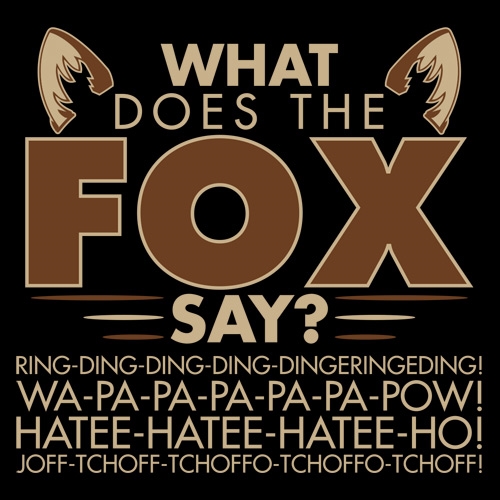 WHAT
DOES THE
FOX
SAY?
RING-DING-DING-DING-DINGERINGEDING!
WA-PA-PA-PA-PA-PA-POW!
HATEE-HATEE-HATEE-HO!
JOFF-TCHOFF-TCHOFFO-TCHOFFO-TCHOFF!